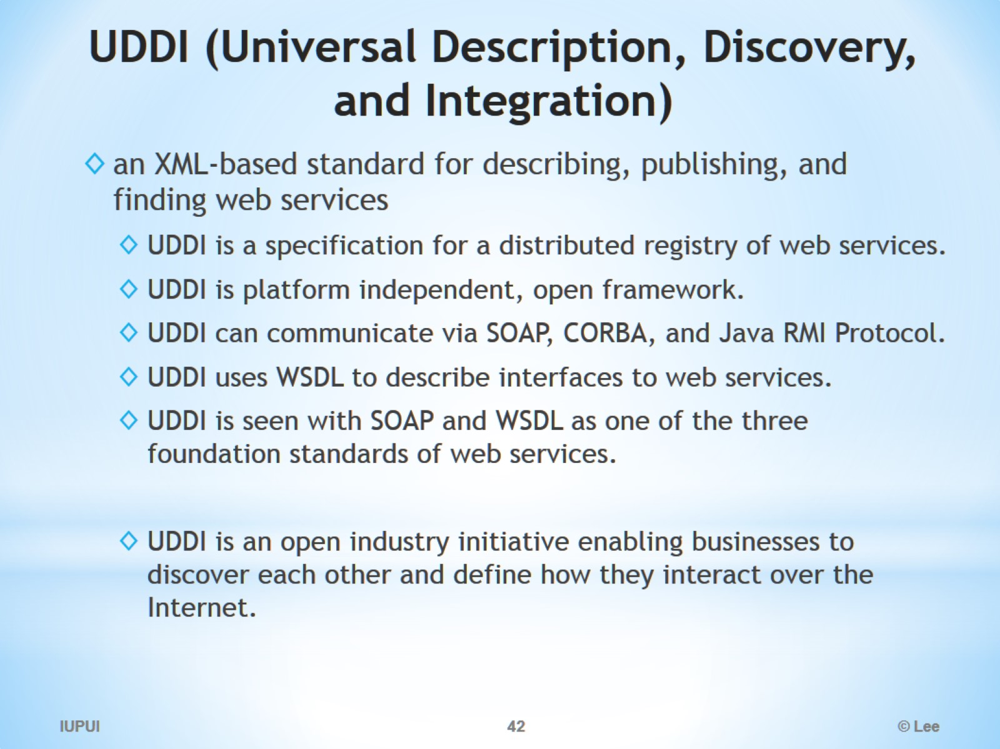 UDDI (Universal Description, Discovery,
and Integration)
an XML-based standard for describing, publishing, and
finding web services
UDDI is a specification for a distributed registry of web services.
UDDI is platform independent, open framework.
UDDI can communicate via SOAP, CORBA, and Java RMI Protocol.
UDDI uses WSDL to describe interfaces to web services.
UDDI is seen with SOAP and WSDL as one of the three
foundation standards of web services.
UDDI is an open industry initiative enabling businesses to
discover each other and define how they interact over the
Internet.
IUPUI 42 © Lee